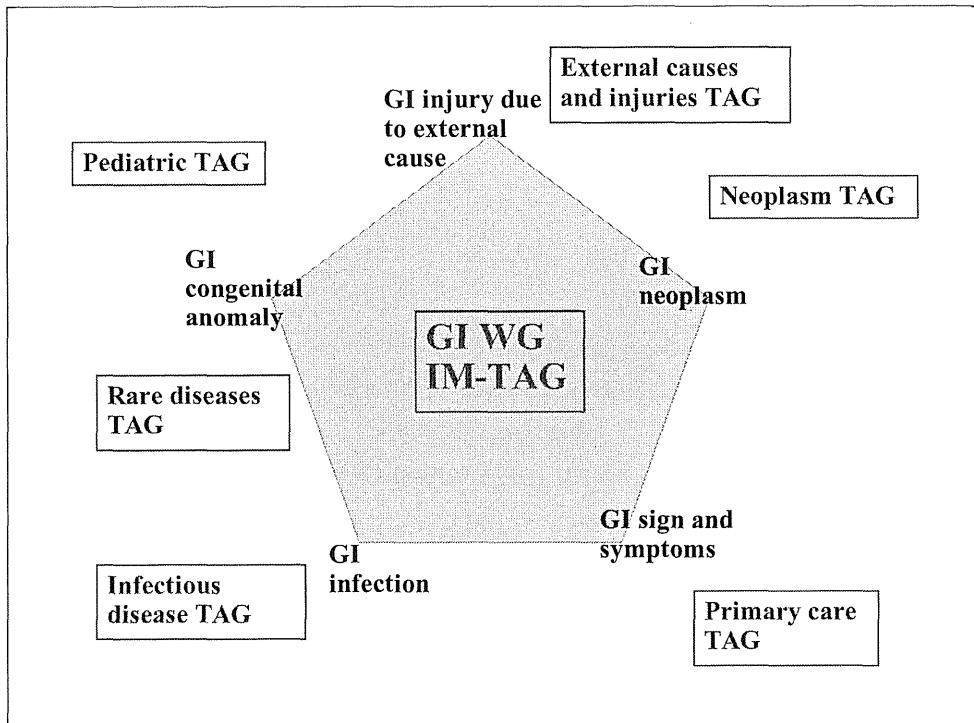 External causes
and injuries TAG
GI injury due
to external
cause
Pediatric TAG
Neoplasm TAG
GI
congenital
anomaly
GI
neoplasm
GI WG
IM-TAG
Rare diseases
TAG
GI sign and
symptoms
GI
infection
Infectious
disease TAG
Primary care
TAG